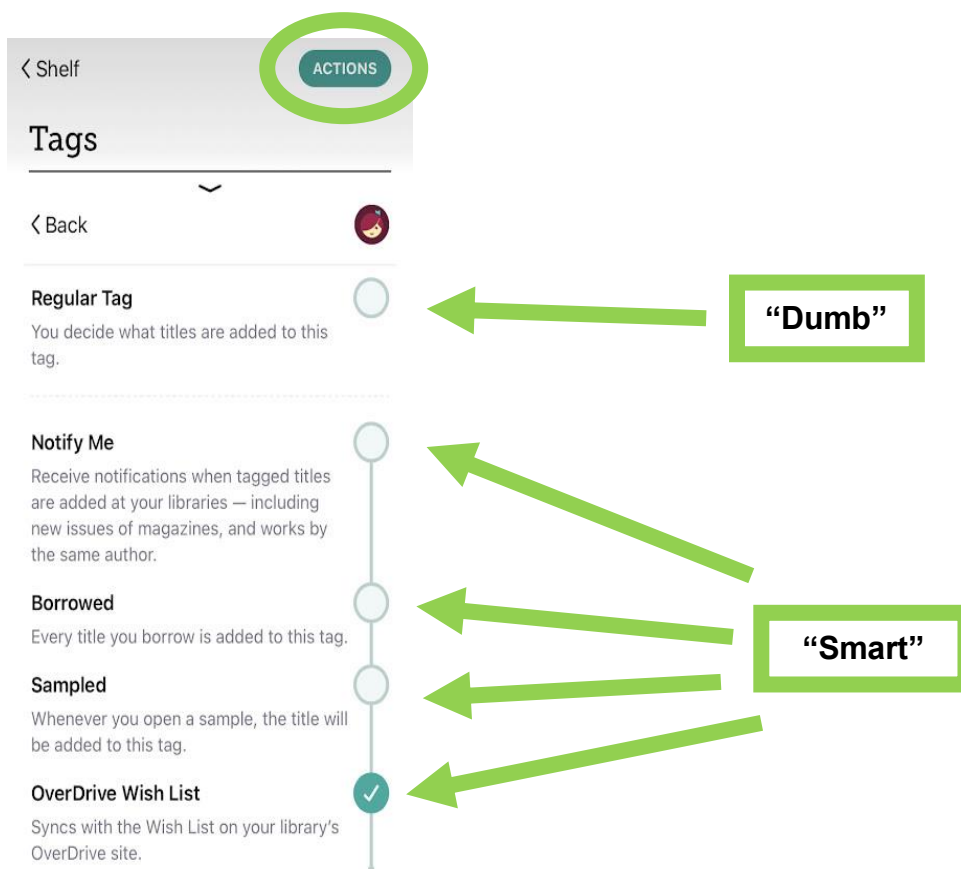 Shelf
ACTIONS
Tags
Back
Regular Tag
You decide what titles are added to this
tag.
“Dumb”
Notify Me
Receive notifications when tagged titles
are added at your libraries — including
new issues of magazines, and works by
the same author.
Borrowed
Every title you borrow is added to this tag.
“Smart”
Sampled
Whenever you open a sample, the title will
be added to this tag.
OverDrive Wish List
Syncs with the Wish List on your library’s
OverDrive site.